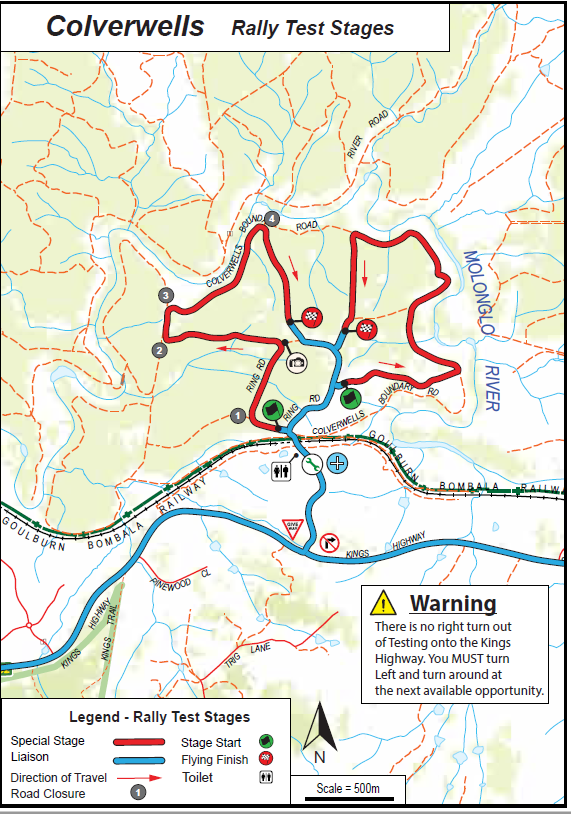 Colverwells Rally Test Stages
RIVER ROAD
COLVERWELLS BOUND
ROAD
4
3
2
1
MOLONGLO
RIVER
RING RD
RING RD
BOUNDARY RD
COLVERWELLS
GOULBURN
BOMBALA RAILW
GOULBURN BOMBALA RAILWAY
GIVE WAY
KINGS HIGHWAY
PINEWOOD CL
KINGS HIGHWAY
KINGS TRAIL
TRIG LANE
Warning
There is no right turn out
of Testing onto the Kings
Highway. You MUST turn
Left and turn around at
the next available opportunity.
Legend - Rally Test Stages
Special Stage
Liaison
Direction of Travel
Road Closure 1
Stage Start
Flying Finish
Toilet
N
Scale = 500m